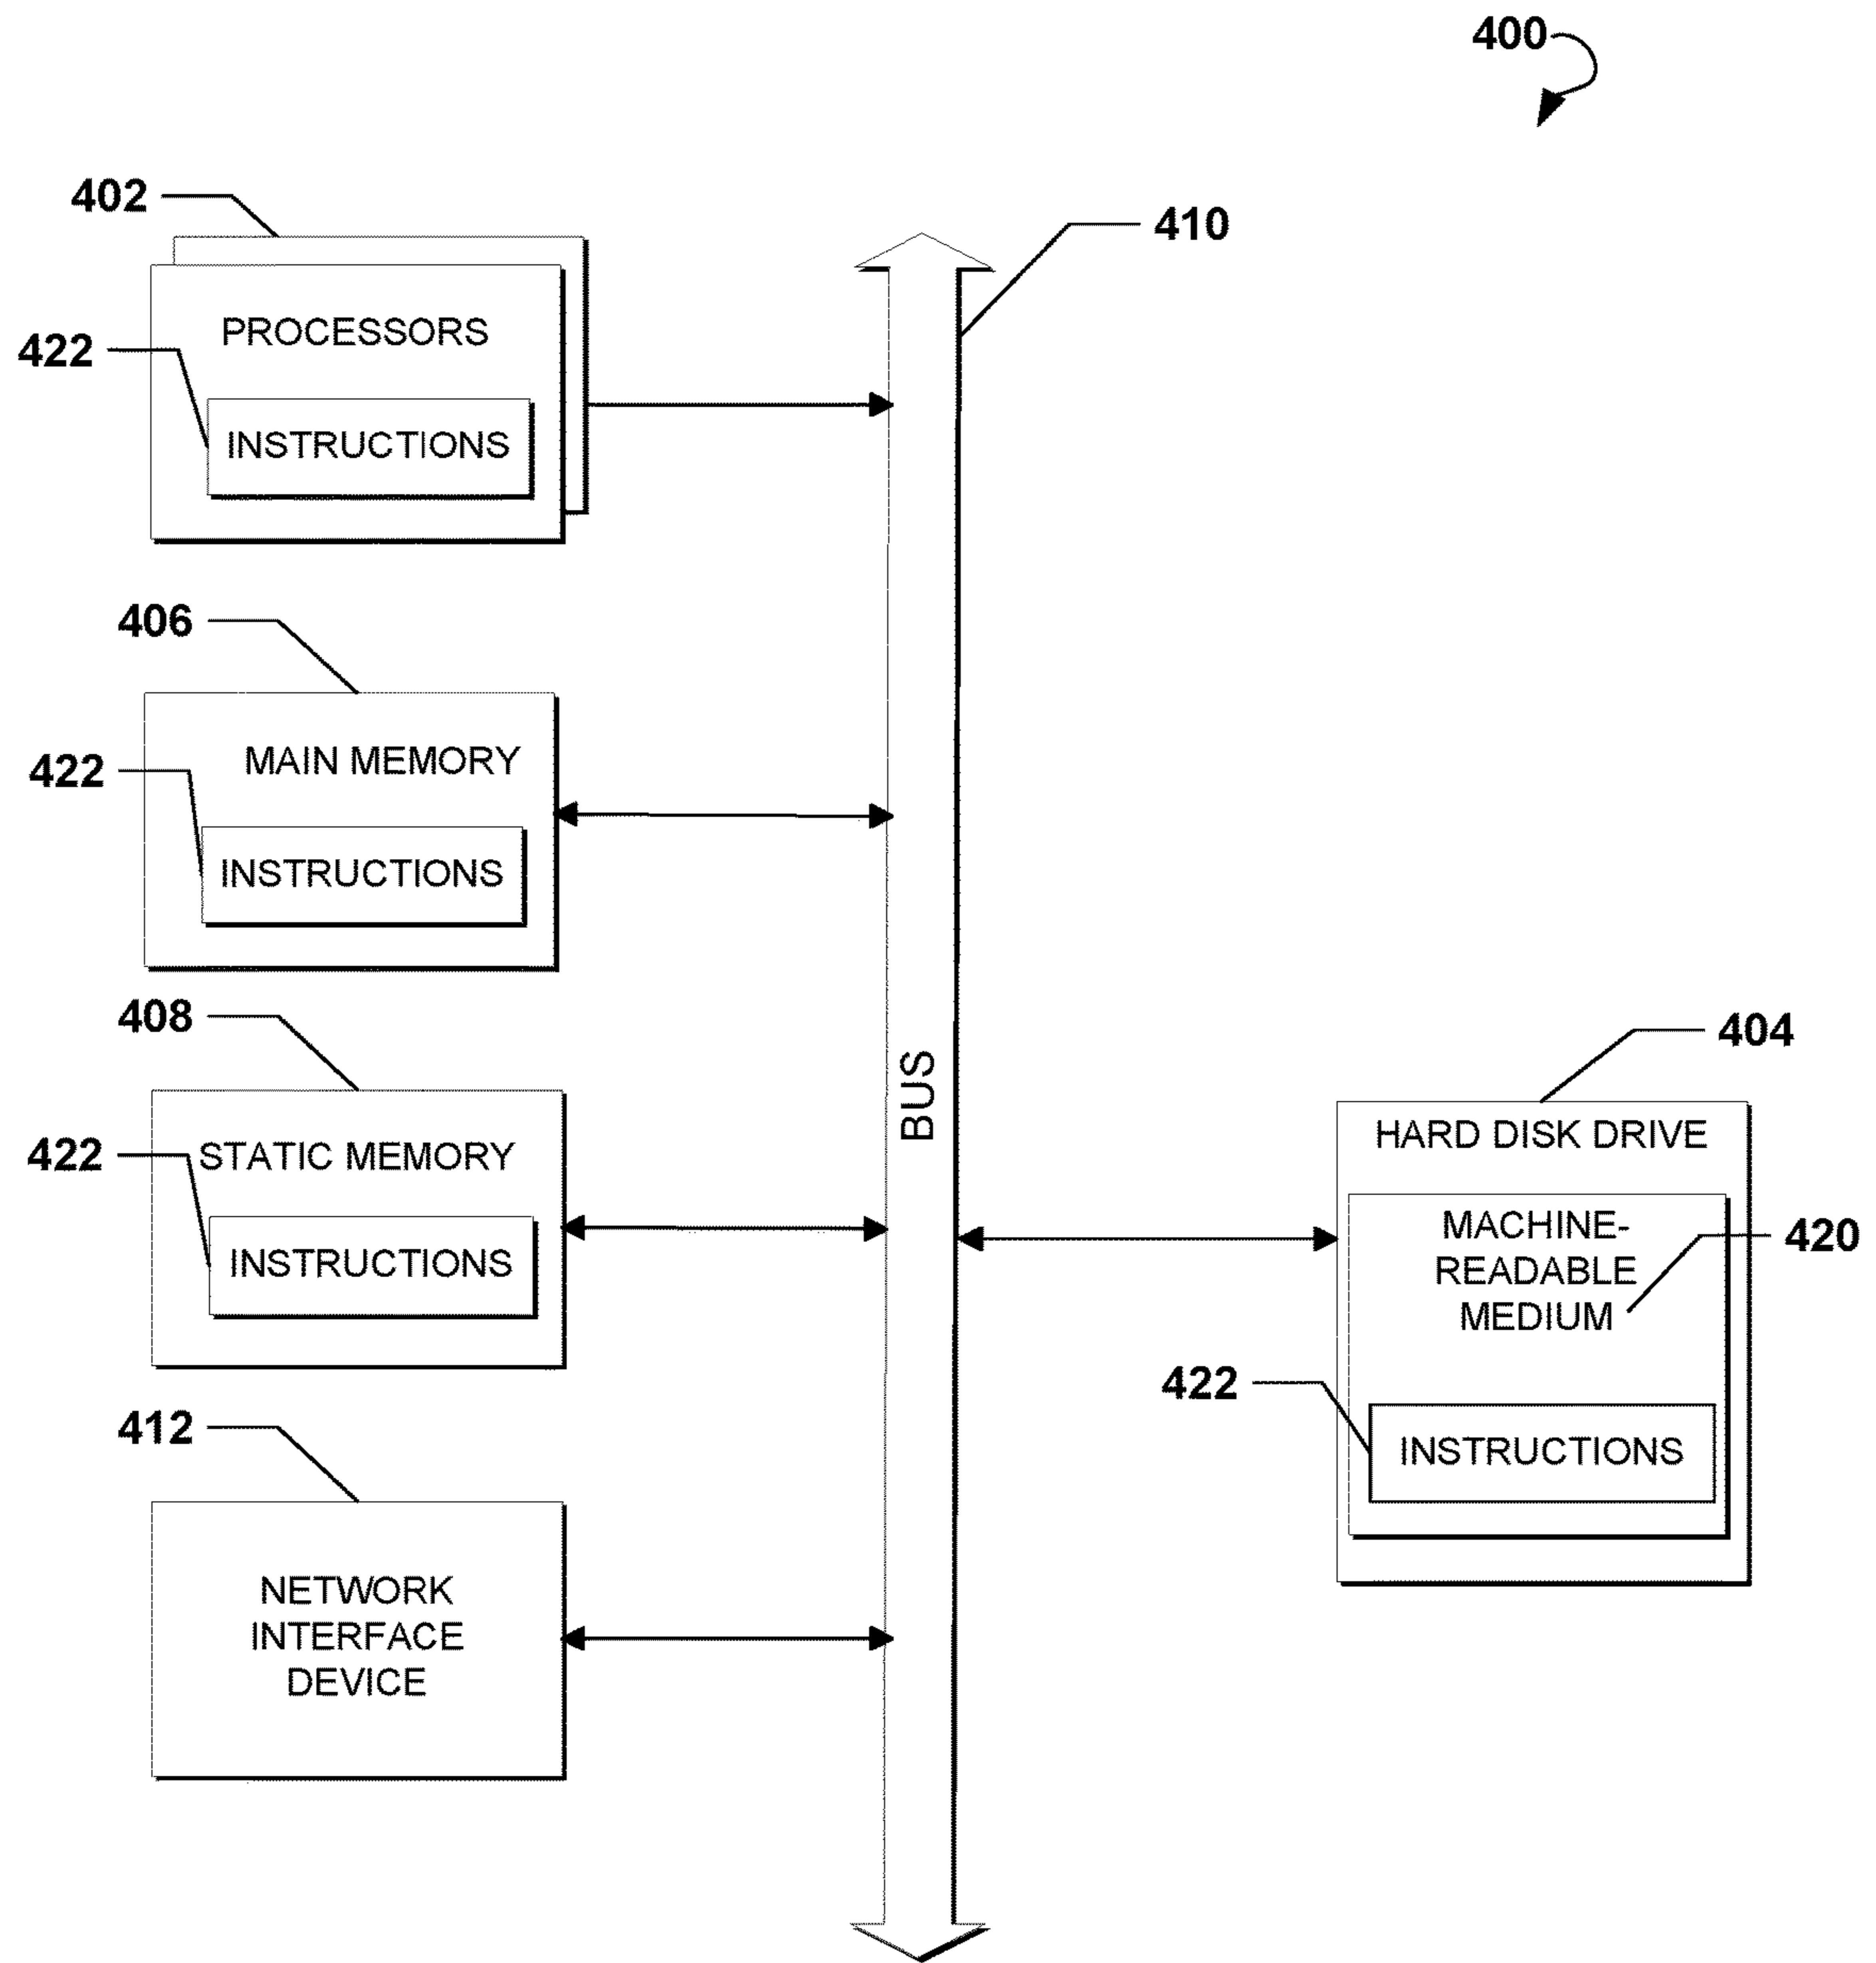 400
402
410
PROCESSORS
422
INSTRUCTIONS
406
MAIN MEMORY
422
INSTRUCTIONS
408
STATIC MEMORY
422
INSTRUCTIONS
BUS
404
HARD DISK DRIVE
MACHINE-
READABLE
MEDIUM
420
422
INSTRUCTIONS
412
NETWORK
INTERFACE
DEVICE